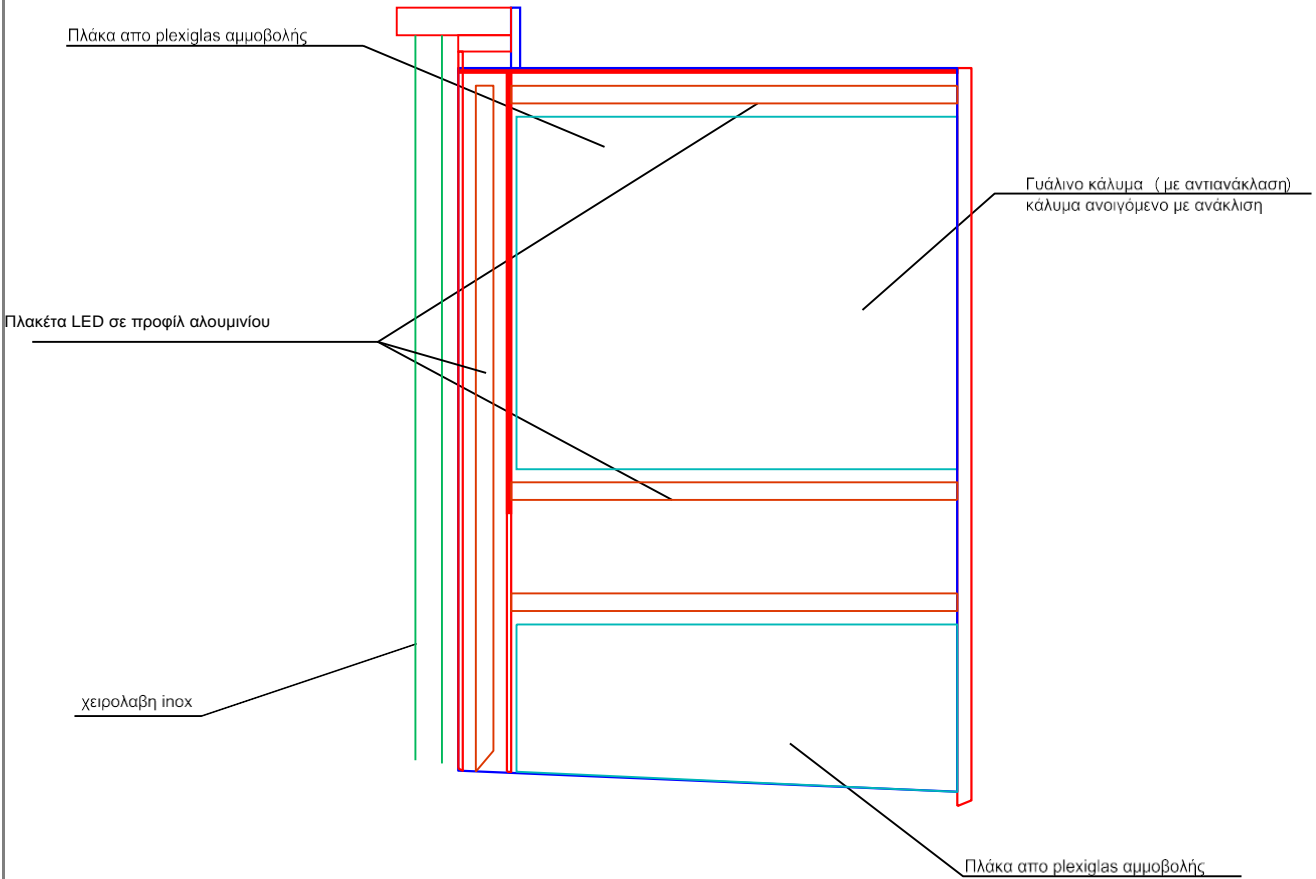 Πλάκα απο plexiglas αμμοβολής
Γυάλινο κάλυμα ( με αντιανάκλαση)
κάλυμα ανοιγόμενο με ανάκλιση
Πλακέτα LED σε προφίλ αλουμινίου
χειρολαβη inox
Πλάκα απο plexiglas αμμοβολής